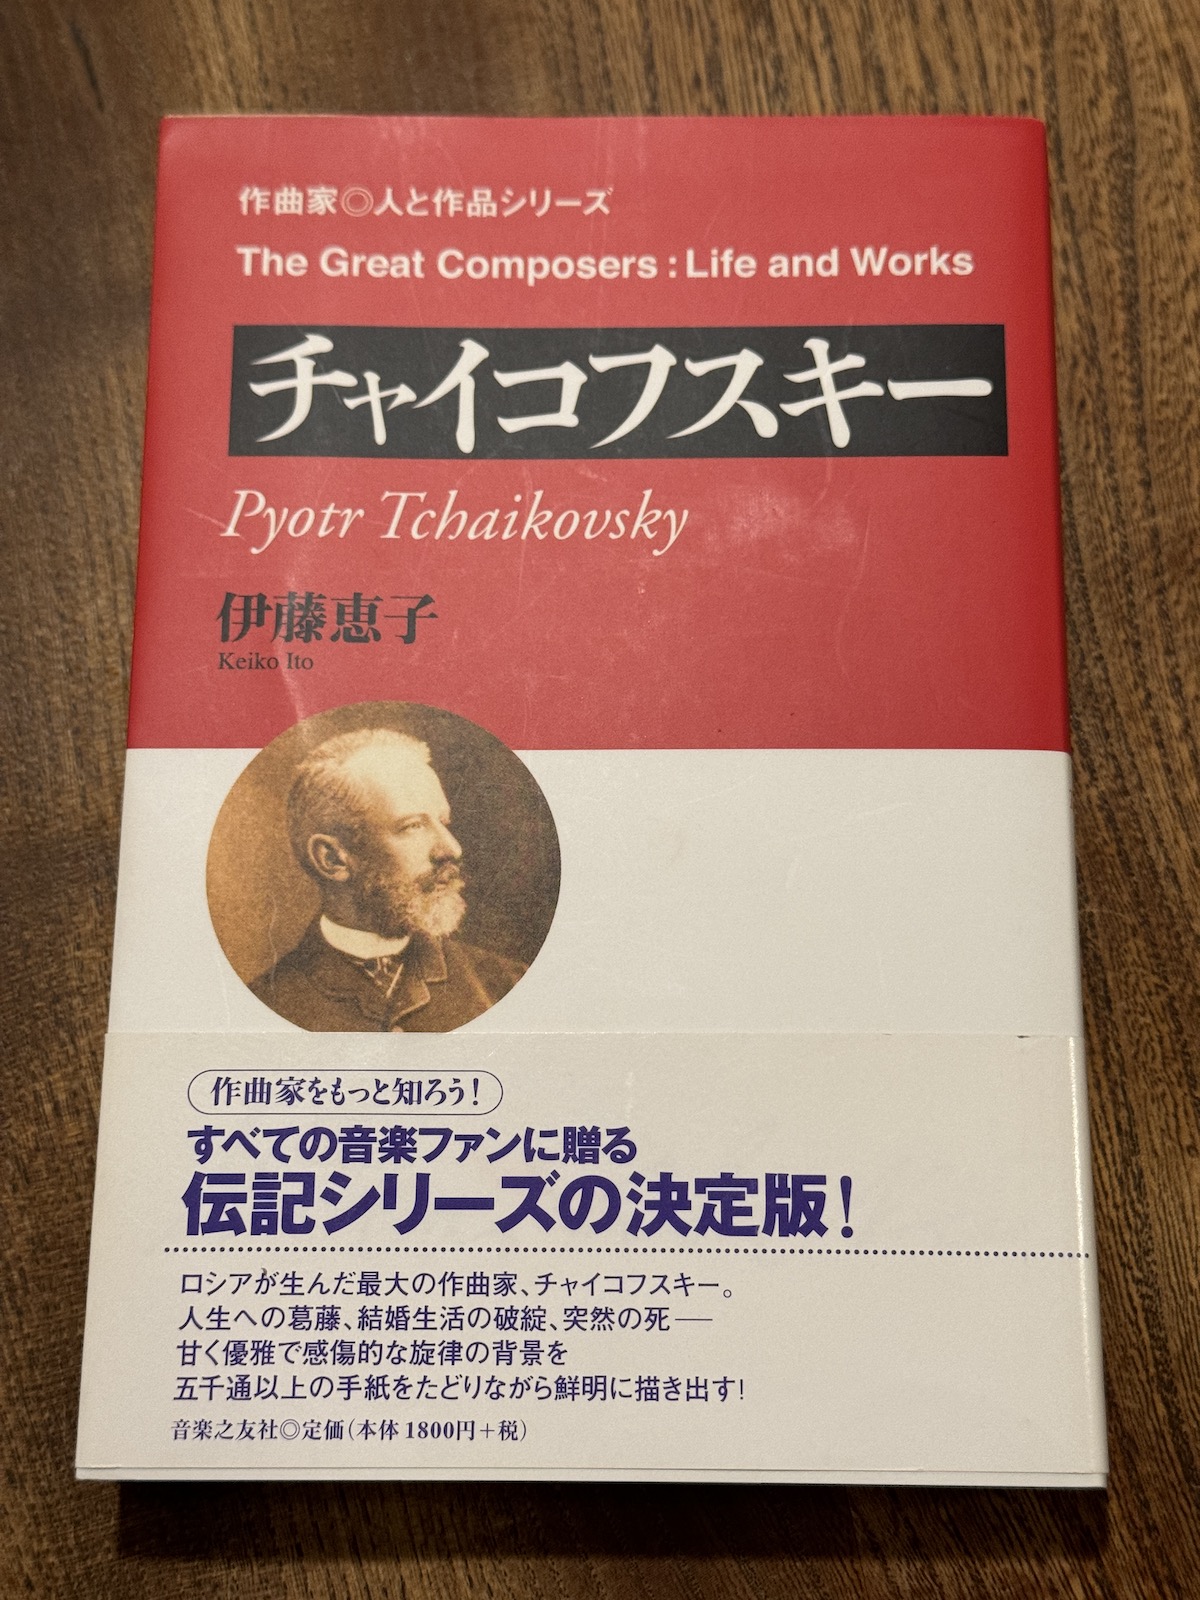 作曲家◎人と作品シリーズ
The Great Composers : Life and Works
チャイコフスキー
Pyotr Tchaikovsky
伊藤恵子
Keiko Ito
作曲家をもっと知ろう！
すべての音楽ファンに贈る
伝記シリーズの決定版！
ロシアが生んだ最大の作曲家、チャイコフスキー。
人生への葛藤、結婚生活の破綻、突然の死──
甘く優雅で感傷的な旋律の背景を
五千通以上の手紙をたどりながら鮮明に描き出す！
音楽之友社◎定価（本体 1800円＋税）